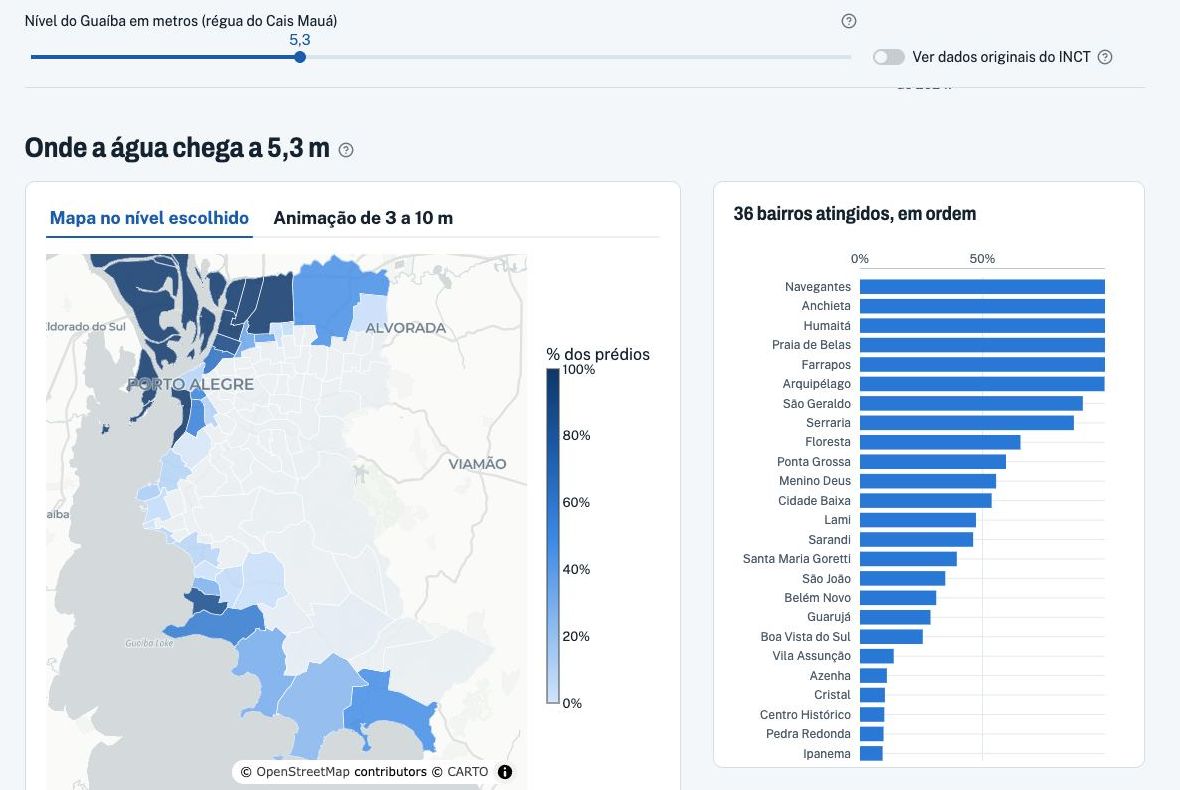 Nível do Guaíba em metros (régua do Cais Mauá)
5,3
Ver dados originais do INCT
Onde a água chega a 5,3 m
Mapa no nível escolhido
Animação de 3 a 10 m
ALVORADA
ldorado do Sul
PORTO ALEGRE
VIAMÃO
aíba
Guaíba Lake
© OpenStreetMap contributors © CARTO
% dos prédios
100%
80%
60%
40%
20%
0%
36 bairros atingidos, em ordem
0% 50%
Navegantes
Anchieta
Humaitá
Praia de Belas
Farrapos
Arquipélago
São Geraldo
Serraria
Floresta
Ponta Grossa
Menino Deus
Cidade Baixa
Lami
Sarandi
Santa Maria Goretti
São João
Belém Novo
Guarujá
Boa Vista do Sul
Vila Assunção
Azenha
Cristal
Centro Histórico
Pedra Redonda
Ipanema